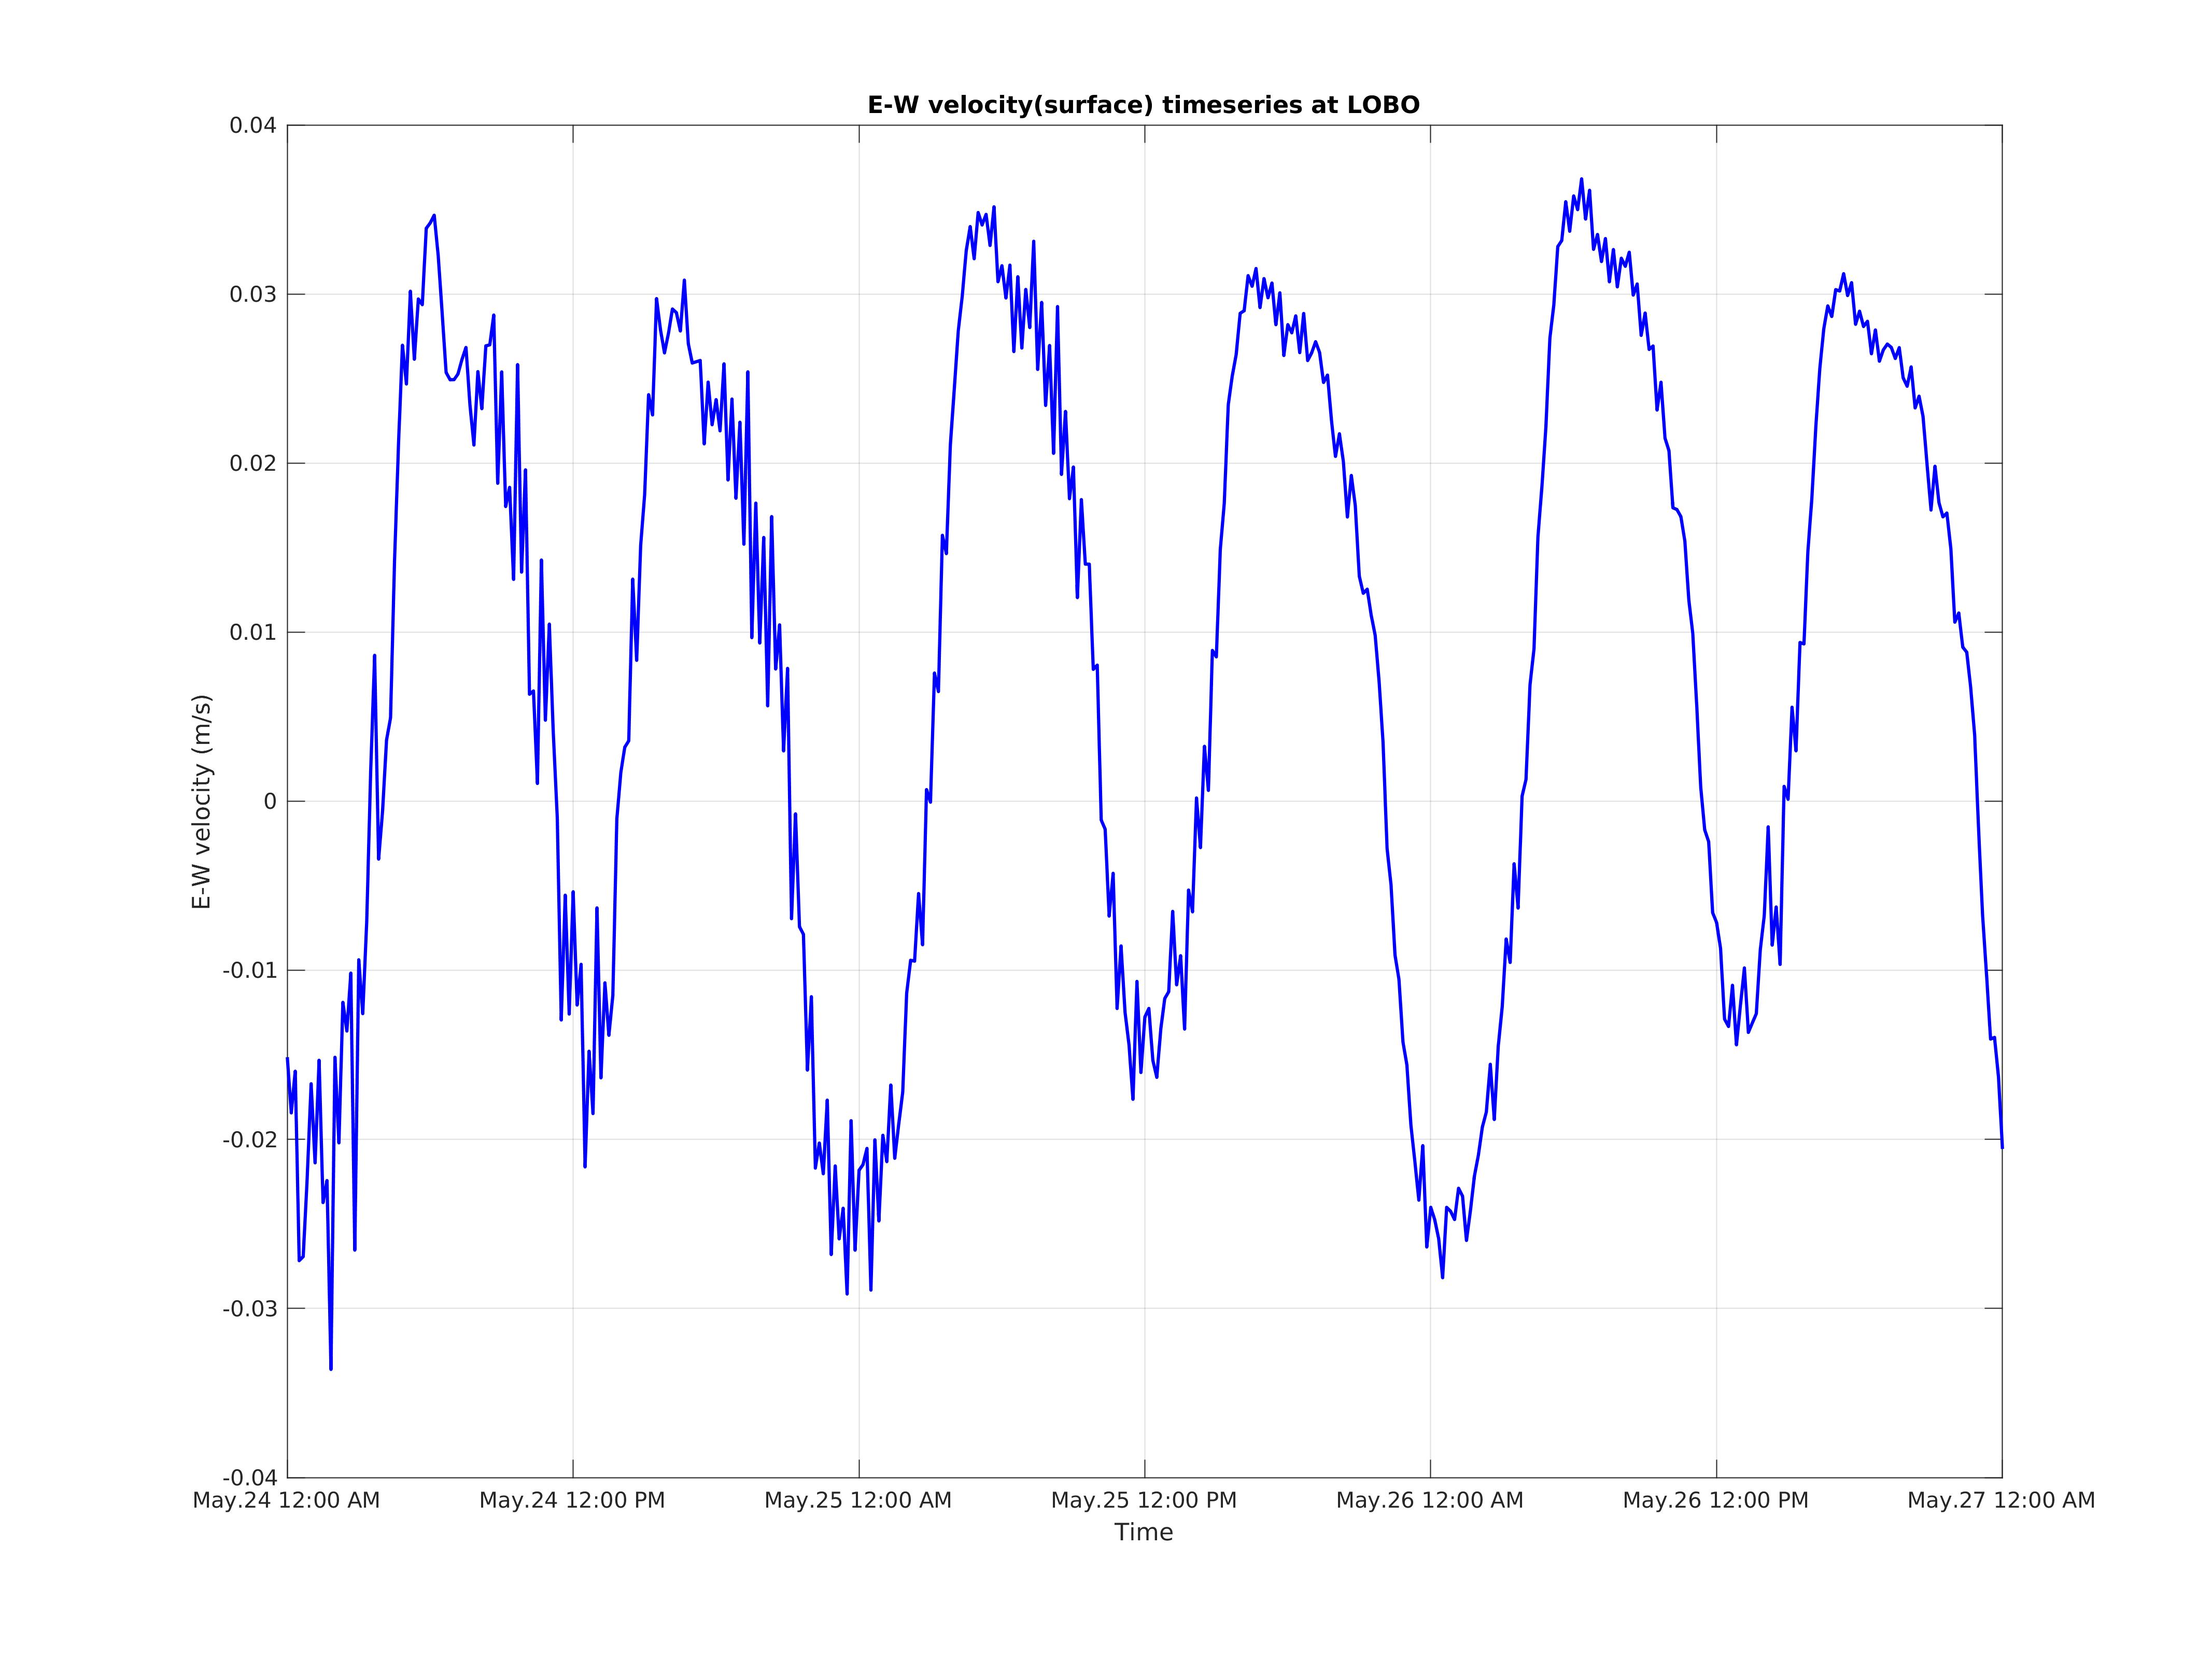 E-W velocity(surface) timeseries at LOBO
0.04
0.03
0.02
0.01
0
-0.01
-0.02
-0.03
-0.04
E-W velocity (m/s)
May.24 12:00 AM
May.24 12:00 PM
May.25 12:00 AM
May.25 12:00 PM
May.26 12:00 AM
May.26 12:00 PM
May.27 12:00 AM
Time